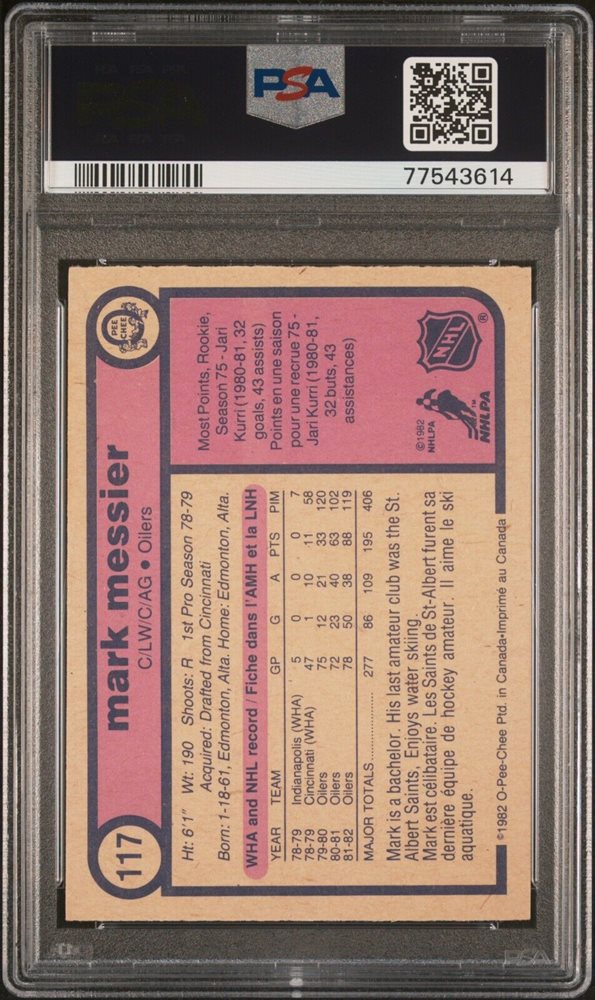 PSA
77543614
117
mark messier
C/LW/C/AG • Oilers
O
PEE
CHEE
Ht: 6'1" Wt: 190 Shoots: R 1st Pro Season 78-79
Acquired: Drafted from Cincinnati
Born: 1-18-61, Edmonton, Alta. Home: Edmonton, Alta.
WHA and NHL record / Fiche dans l'AMH et la LNH
YEAR TEAM GP G A PTS PIM
78-79 Indianapolis (WHA) 5 0 0 0 7
78-79 Cincinnati (WHA) 47 1 10 11 58
79-80 Oilers 75 12 21 33 120
80-81 Oilers 72 23 40 63 102
81-82 Oilers 78 50 38 88 119
MAJOR TOTALS 277 86 109 195 406
Mark is a bachelor. His last amateur club was the St.
Albert Saints. Enjoys water skiing.
Mark est célibataire. Les Saints de St-Albert furent sa
dernière équipe de hockey amateur. Il aime le ski
aquatique.
©1982 O-Pee-Chee Ptd. in Canada•Imprimé au Canada
Most Points, Rookie,
Season 75 - Jari
Kurri (1980-81, 32
goals, 43 assists)
Points en une saison
pour une recrue 75 -
Jari Kurri (1980-81,
32 buts, 43
assistances)
©1982
NHLPA
NHLPA™
NHL®
PSA